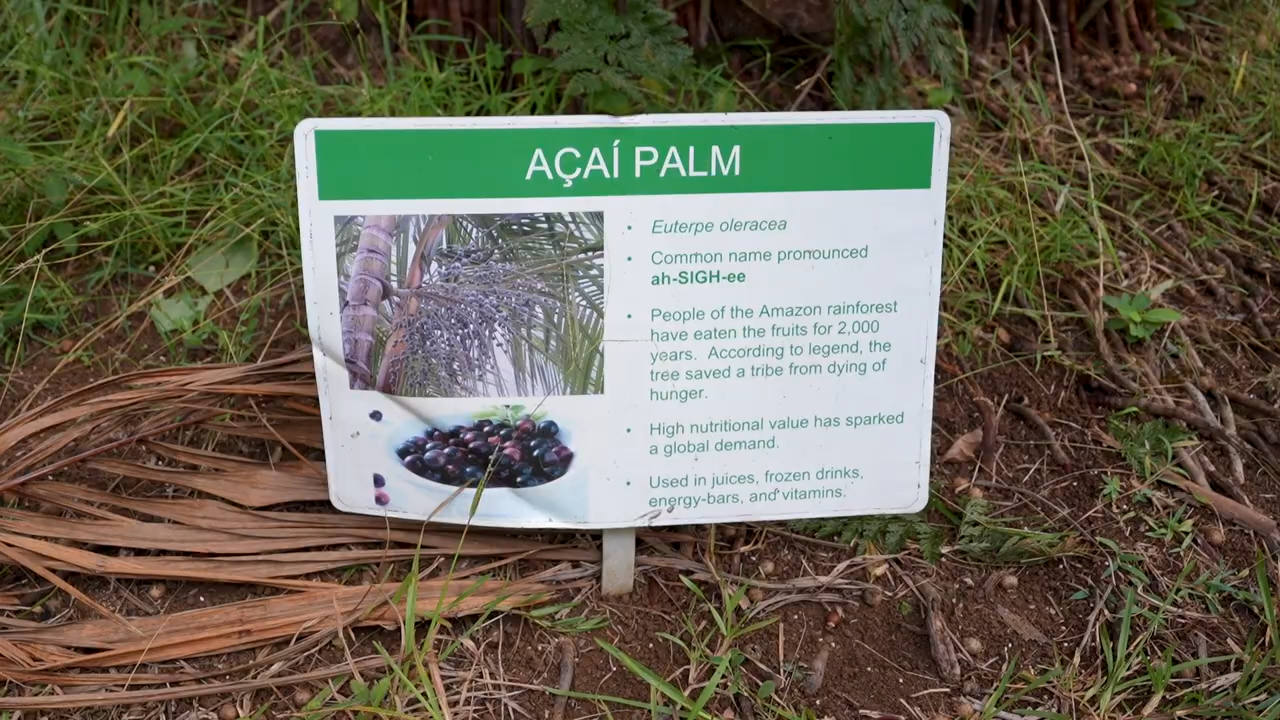 AÇAÍ PALM
• Euterpe oleracea
• Common name pronounced
ah-SIGH-ee
• People of the Amazon rainforest
have eaten the fruits for 2,000
years. According to legend, the
tree saved a tribe from dying of
hunger.
• High nutritional value has sparked
a global demand.
• Used in juices, frozen drinks,
energy-bars, and vitamins.